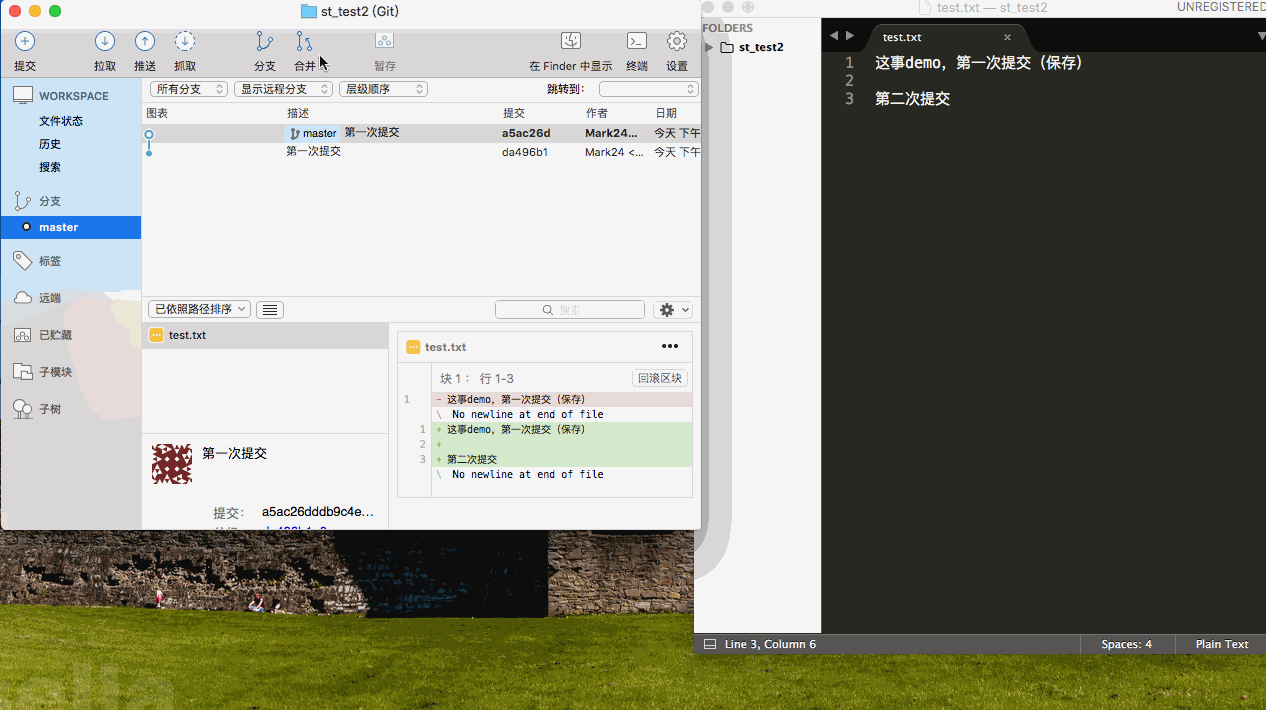 st_test2 (Git)
提交 拉取 推送 抓取 分支 合并 暂存 在 Finder 中显示 终端 设置
WORKSPACE
文件状态
历史
搜索
分支
master
标签
远端
已贮藏
子模块
子树
所有分支 显示远程分支 层级顺序 跳转到：
图表 描述 提交 作者 日期
master 第一次提交 a5ac26d Mark24... 今天 下午
第一次提交 da496b1 Mark24 <... 今天 下午
已依照路径排序 搜索
test.txt
test.txt
块 1： 行 1-3 回滚区块
1 - 这事demo，第一次提交（保存）
\ No newline at end of file
1 + 这事demo，第一次提交（保存）
2 +
3 + 第二次提交
\ No newline at end of file
第一次提交
提交： a5ac26dddb9c4e...
test.txt — st_test2 UNREGISTERED
FOLDERS
st_test2
test.txt
1 这事demo，第一次提交（保存）
2
3 第二次提交
Line 3, Column 6 Spaces: 4 Plain Text